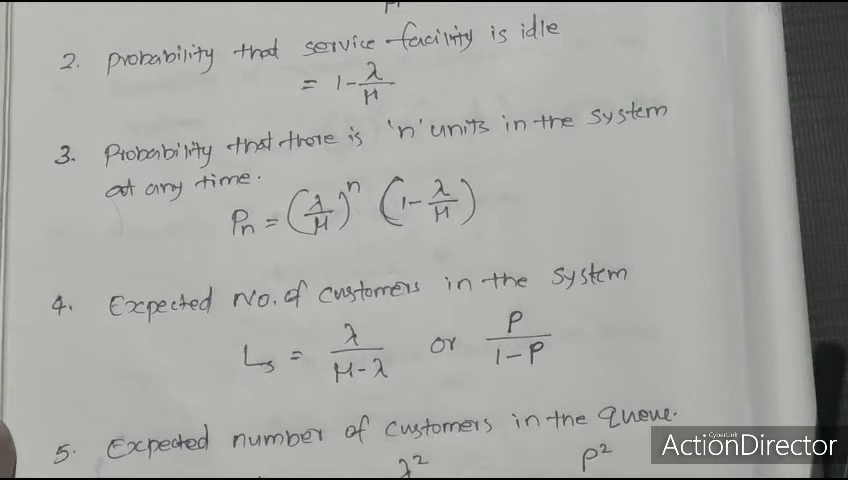 2. Probability that service facility is idle
= 1 - λ/μ
3. Probability that there is 'n' units in the system
at any time.
Pn = (λ/μ)^n (1 - λ/μ)
4. Expected No. of customers in the system
Ls = λ/(μ-λ) or P/(1-P)
5. Expected number of customers in the queue.
λ² P²
CyberLink
ActionDirector